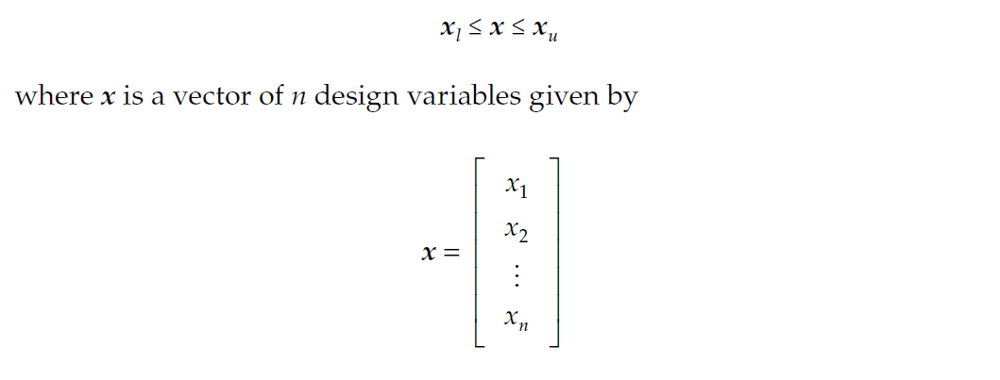 x_l ≤ x ≤ x_u
where x is a vector of n design variables given by
x = [
x_1
x_2
⋮
x_n
]